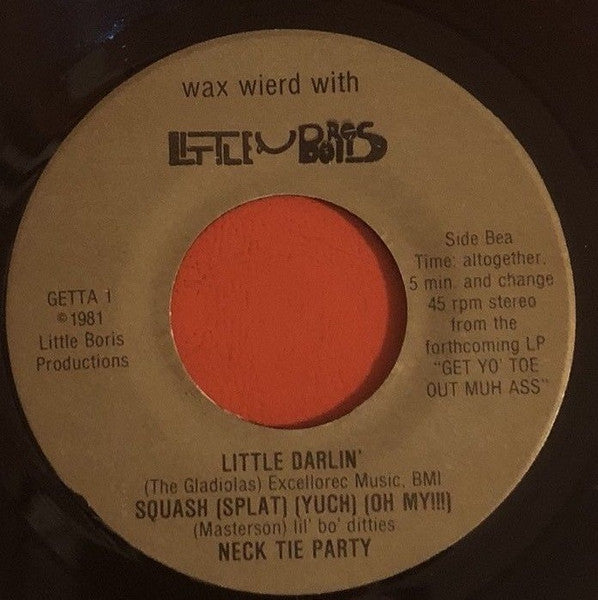 wax wierd with
LITTLE BORIS
GETTA 1
©1981
Little Boris
Productions
Side Bea
Time: altogether,
5 min. and change
45 rpm stereo
from the
forthcoming LP
"GET YO' TOE
OUT MUH ASS"
LITTLE DARLIN'
(The Gladiolas) Excellorec Music, BMI
SQUASH (SPLAT) (YUCH) (OH MY!!!)
(Masterson) lil' bo' ditties
NECK TIE PARTY